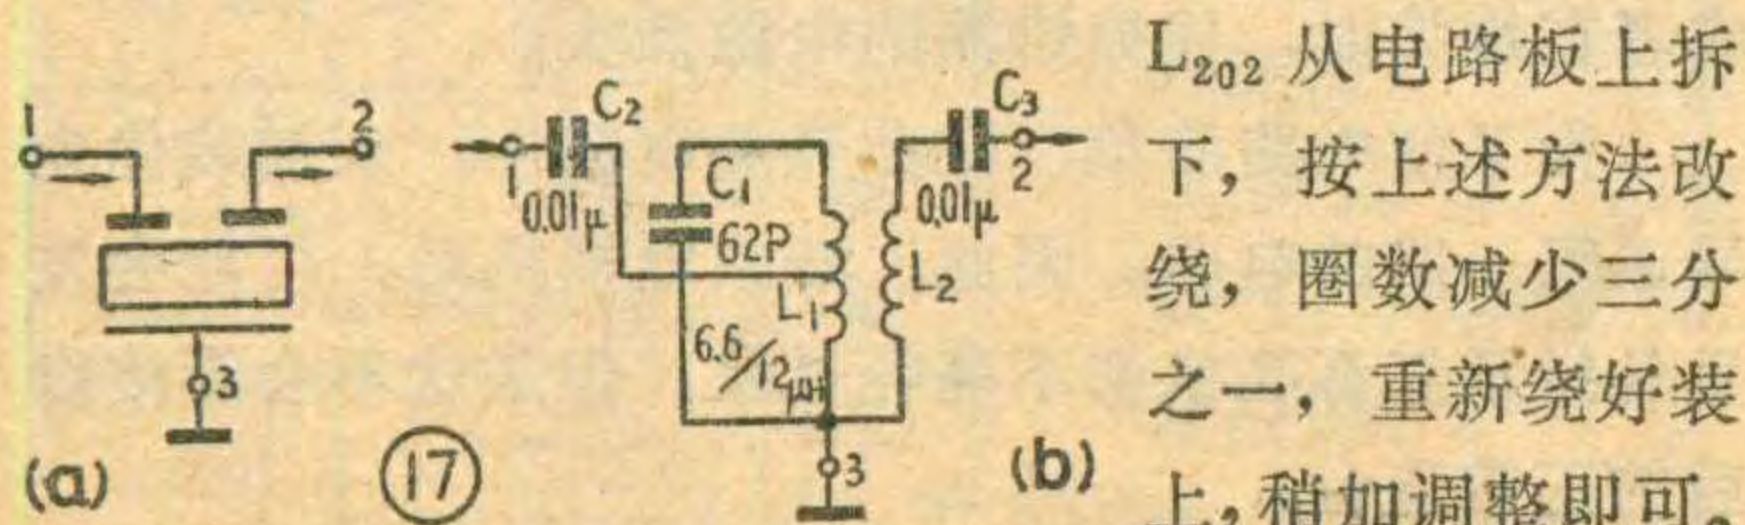 1
2
3
(a)
17
C₂
0.01μ
1
C₁
62P
L₁
6.6/12μH
L₂
C₃
0.01μ
2
3
(b)
L₂₀₂ 从电路板上拆
下，按上述方法改
绕，圈数减少三分
之一，重新绕好装
上，稍加调整即可。